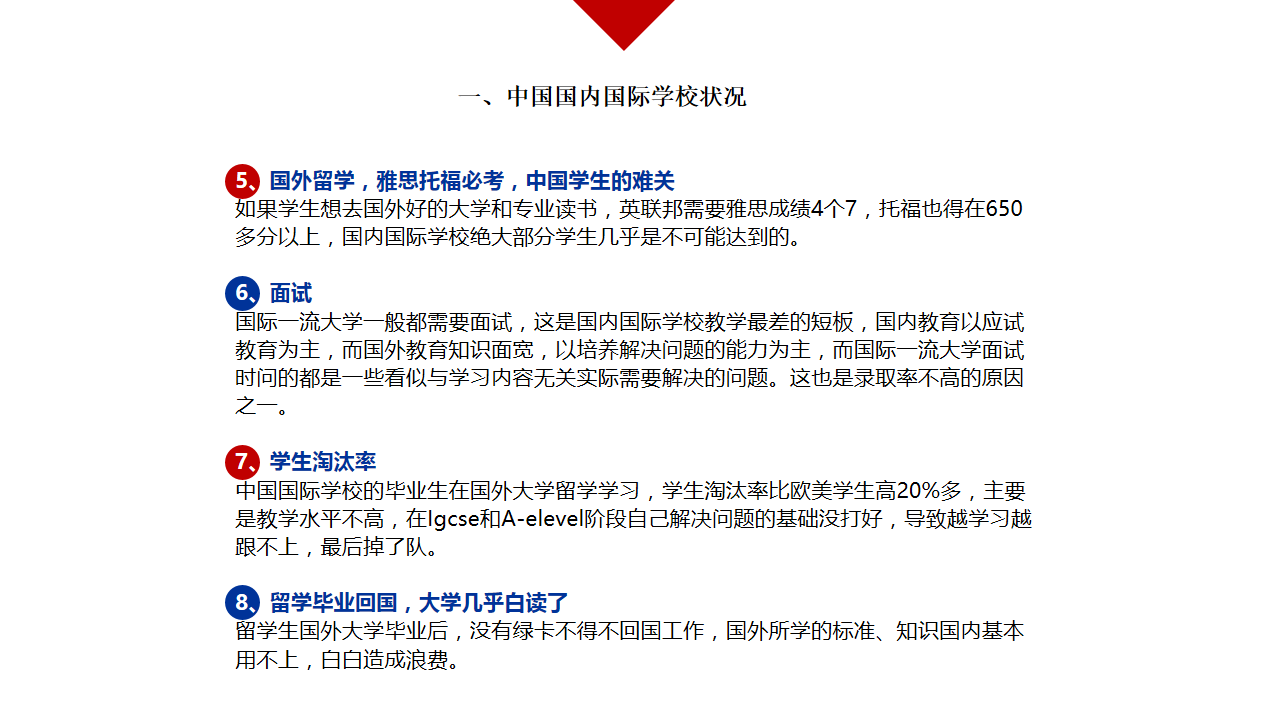 一、中国国内国际学校状况
5、国外留学，雅思托福必考，中国学生的难关
如果学生想去国外好的大学和专业读书，英联邦需要雅思成绩4个7，托福也得在650
多分以上，国内国际学校绝大部分学生几乎是不可能达到的。
6、面试
国际一流大学一般都需要面试，这是国内国际学校教学最差的短板，国内教育以应试
教育为主，而国外教育知识面宽，以培养解决问题的能力为主，而国际一流大学面试
时问的都是一些看似与学习内容无关实际需要解决的问题。这也是录取率不高的原因
之一。
7、学生淘汰率
中国国际学校的毕业生在国外大学留学学习，学生淘汰率比欧美学生高20%多，主要
是教学水平不高，在Igcse和A-elevel阶段自己解决问题的基础没打好，导致越学习越
跟不上，最后掉了队。
8、留学毕业回国，大学几乎白读了
留学生国外大学毕业后，没有绿卡不得不回国工作，国外所学的标准、知识国内基本
用不上，白白造成浪费。